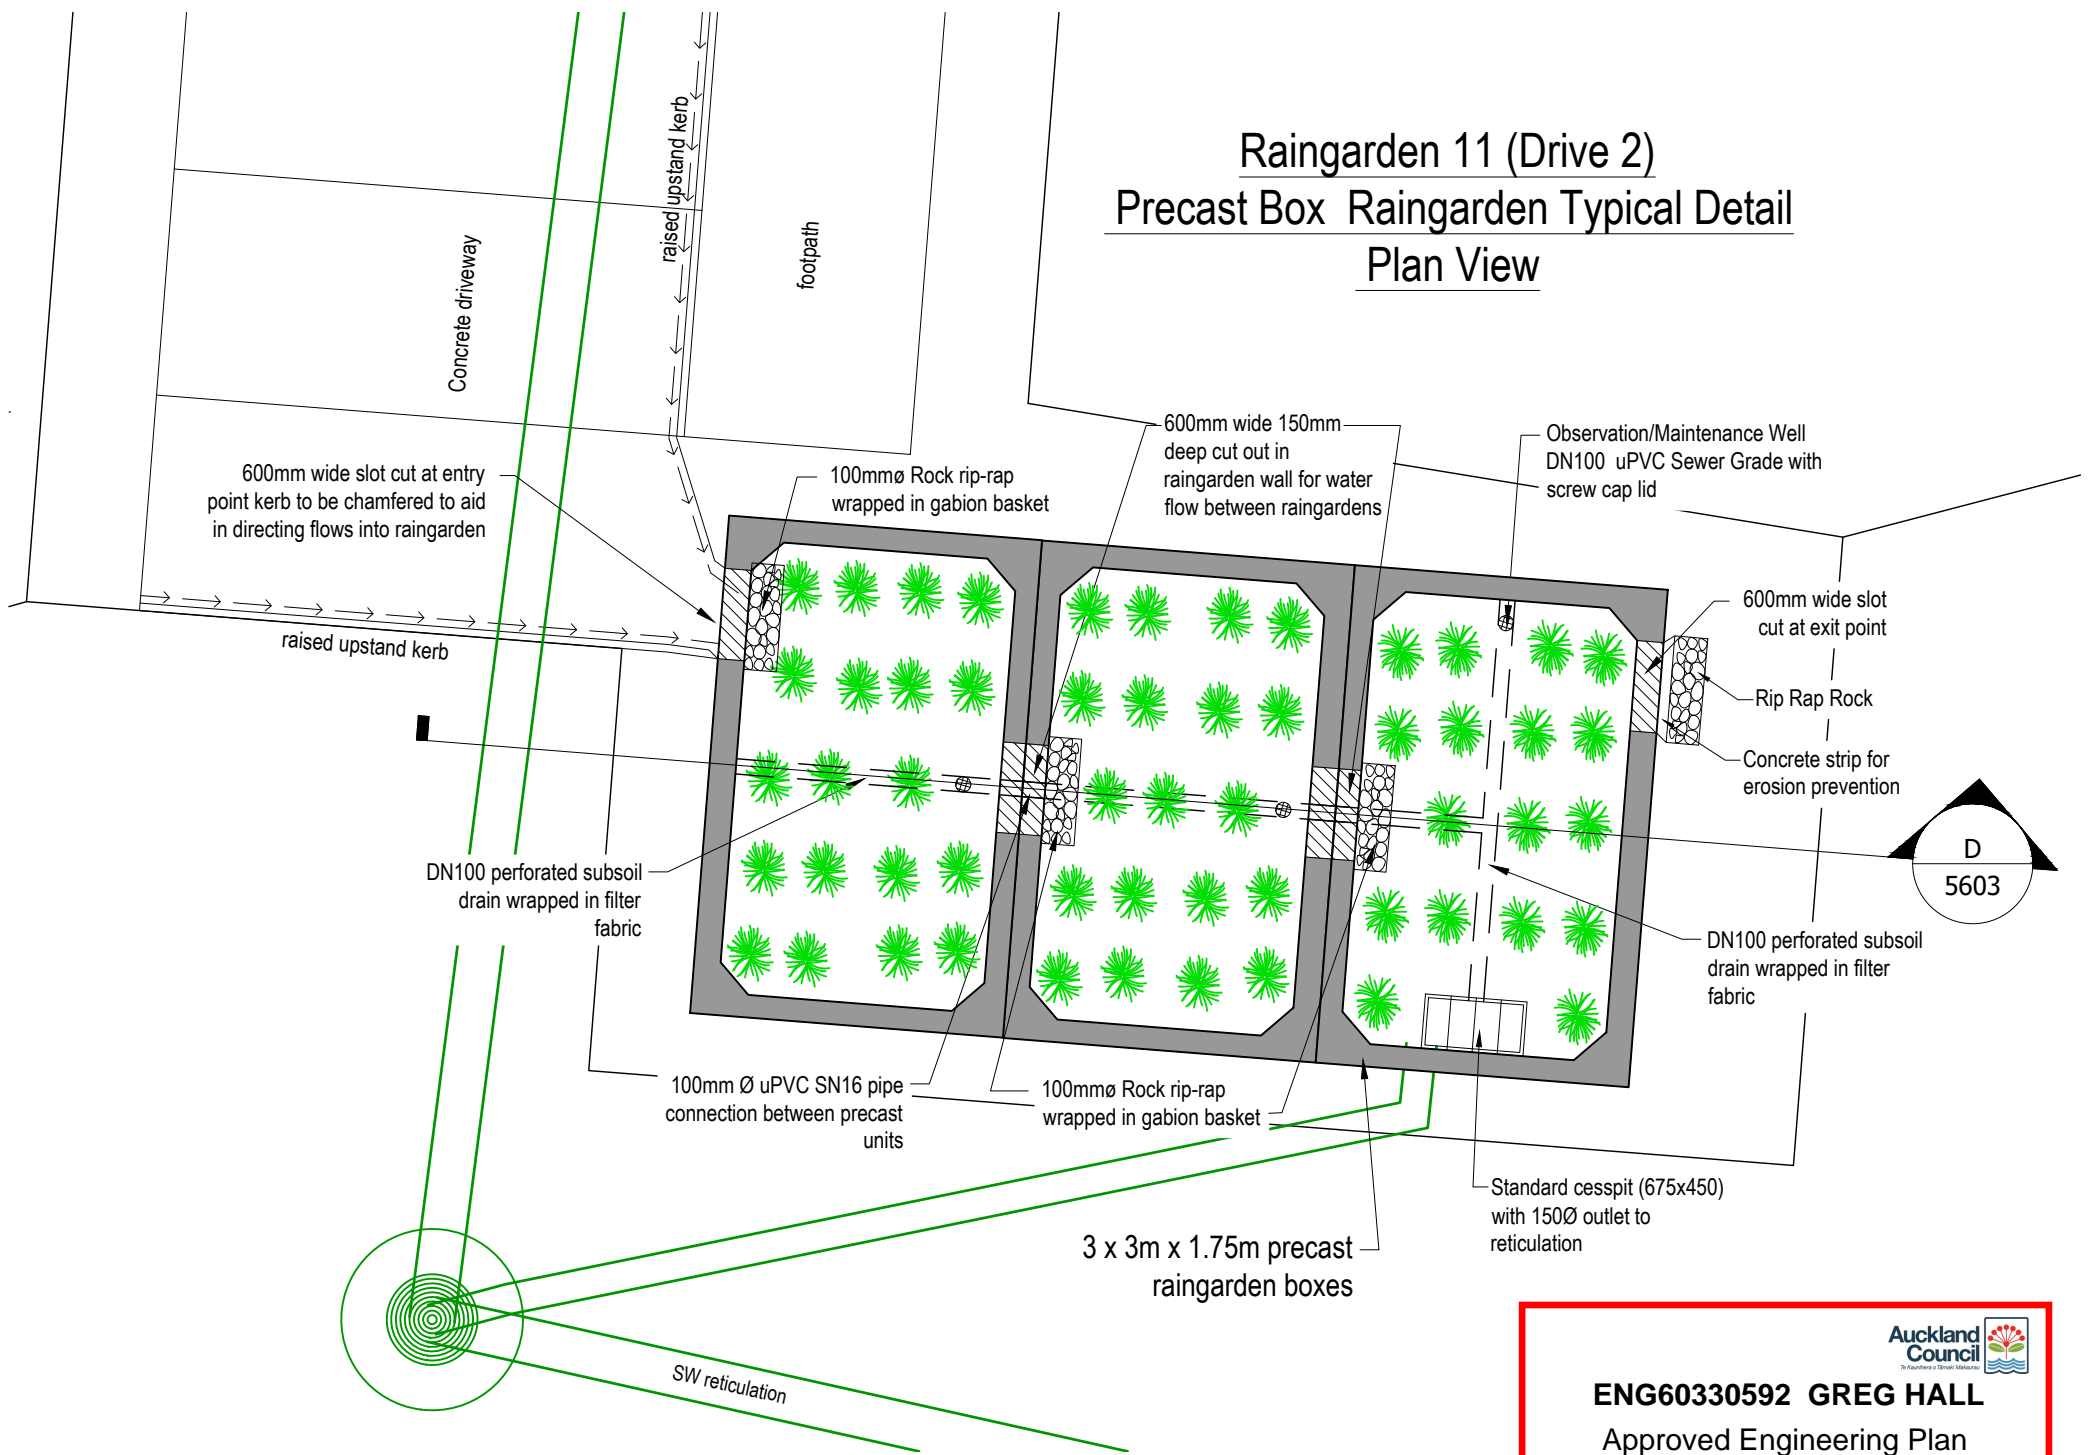 Raingarden 11 (Drive 2)
Precast Box Raingarden Typical Detail
Plan View
raised upstand kerb
Concrete driveway
footpath
600mm wide slot cut at entry
point kerb to be chamfered to aid
in directing flows into raingarden
100mmø Rock rip-rap
wrapped in gabion basket
600mm wide 150mm
deep cut out in
raingarden wall for water
flow between raingardens
Observation/Maintenance Well
DN100 uPVC Sewer Grade with
screw cap lid
600mm wide slot
cut at exit point
Rip Rap Rock
Concrete strip for
erosion prevention
raised upstand kerb
D
5603
DN100 perforated subsoil
drain wrapped in filter
fabric
DN100 perforated subsoil
drain wrapped in filter
fabric
100mm Ø uPVC SN16 pipe
connection between precast
units
100mmø Rock rip-rap
wrapped in gabion basket
Standard cesspit (675x450)
with 150Ø outlet to
reticulation
3 x 3m x 1.75m precast
raingarden boxes
SW reticulation
Auckland
Council
Te Kaunihera o Tāmaki Makaurau
ENG60330592 GREG HALL
Approved Engineering Plan